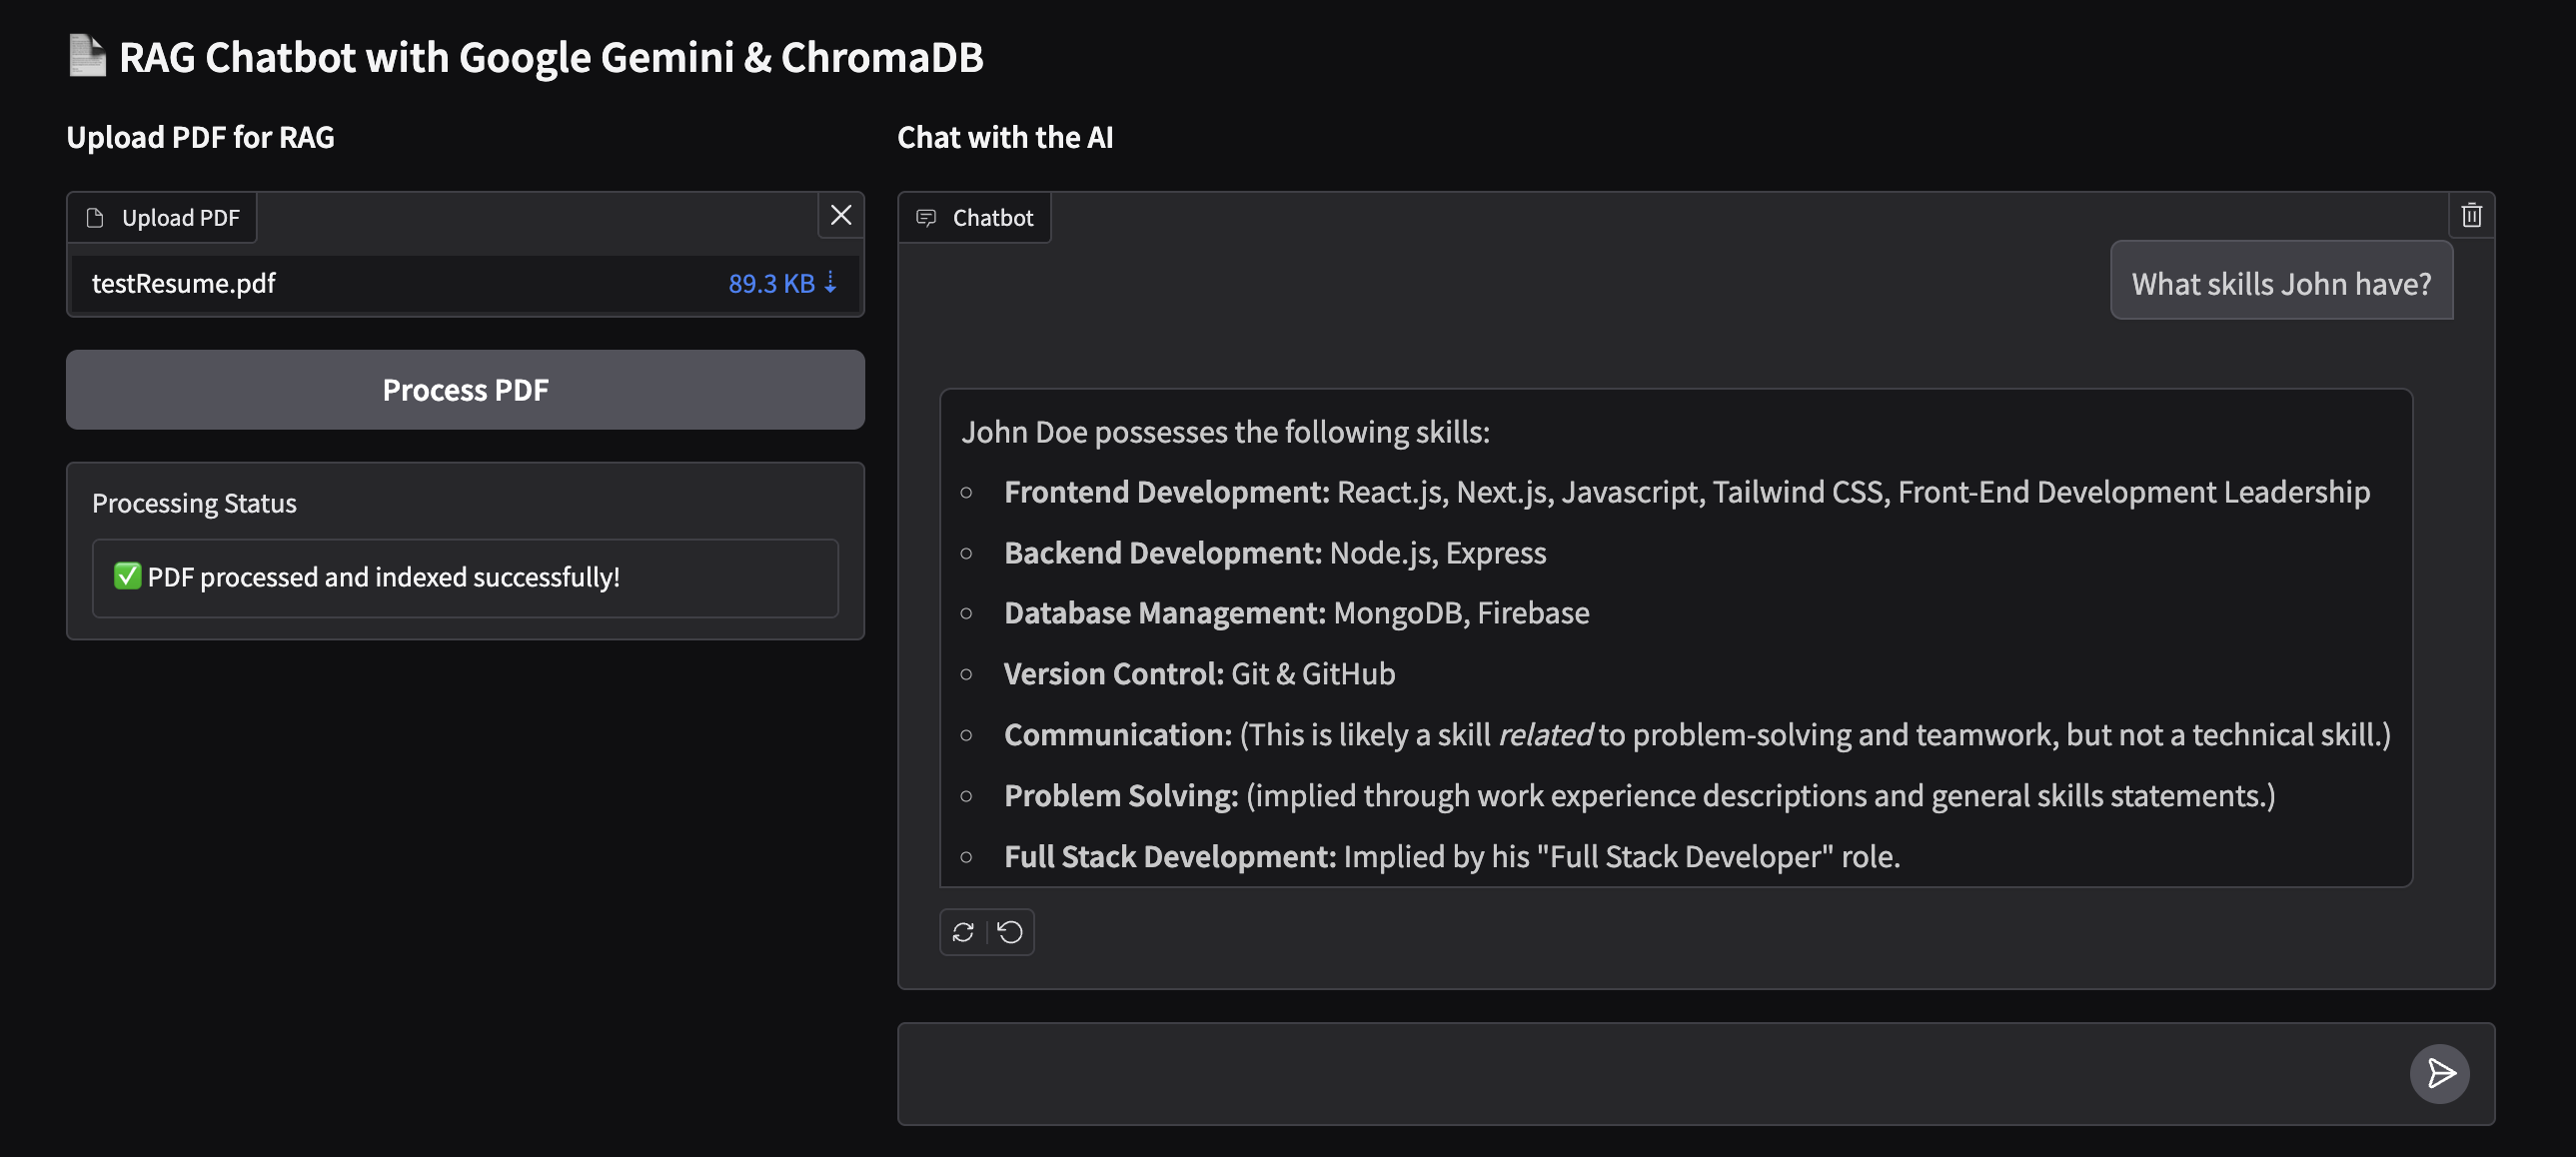 RAG Chatbot with Google Gemini & ChromaDB
Upload PDF for RAG
Upload PDF
testResume.pdf
89.3 KB ⇣
Process PDF
Processing Status
✅ PDF processed and indexed successfully!
Chat with the AI
Chatbot
What skills John have?
John Doe possesses the following skills:
Frontend Development: React.js, Next.js, Javascript, Tailwind CSS, Front-End Development Leadership
Backend Development: Node.js, Express
Database Management: MongoDB, Firebase
Version Control: Git & GitHub
Communication: (This is likely a skill related to problem-solving and teamwork, but not a technical skill.)
Problem Solving: (implied through work experience descriptions and general skills statements.)
Full Stack Development: Implied by his "Full Stack Developer" role.